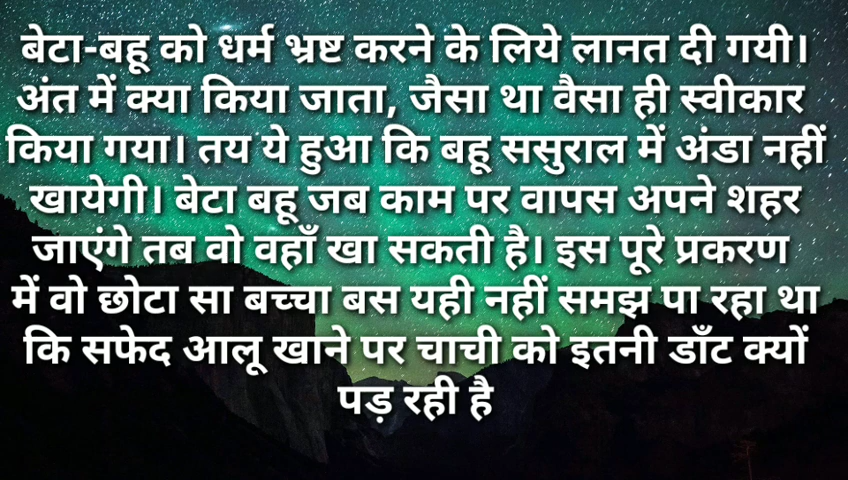 बेटा-बहू को धर्म भ्रष्ट करने के लिये लानत दी गयी।
अंत में क्या किया जाता, जैसा था वैसा ही स्वीकार
किया गया। तय ये हुआ कि बहू ससुराल में अंडा नहीं
खायेगी। बेटा बहू जब काम पर वापस अपने शहर
जाएंगे तब वो वहाँ खा सकती है। इस पूरे प्रकरण
में वो छोटा सा बच्चा बस यही नहीं समझ पा रहा था
कि सफेद आलू खाने पर चाची को इतनी डाँट क्यों
पड़ रही है